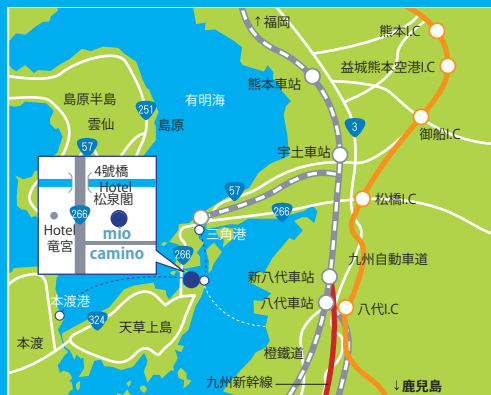 ↑福岡
熊本I.C
益城熊本空港I.C
熊本車站
島原半島
有明海
251
雲仙
島原
3
御船I.C
57
宇土車站
4號橋
Hotel
松泉閣
57
松橋I.C
266
266
Hotel
竜宮
mio
camino
三角港
266
九州自動車道
新八代車站
本渡港
八代車站
八代I.C
324
天草上島
本渡
橙鐵道
九州新幹線
↓鹿兒島